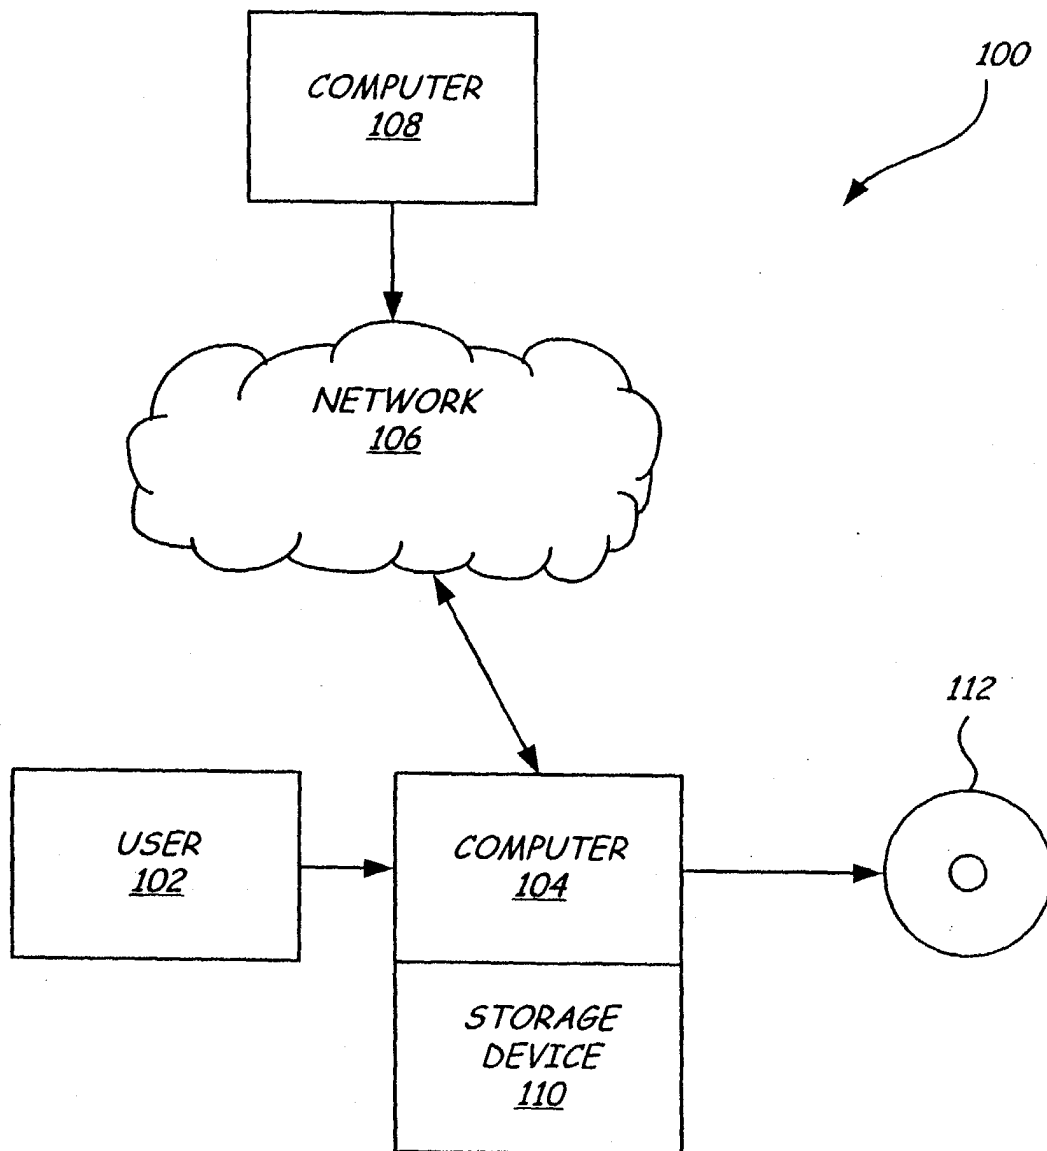 COMPUTER
108
100
NETWORK
106
112
USER
102
COMPUTER
104
STORAGE
DEVICE
110